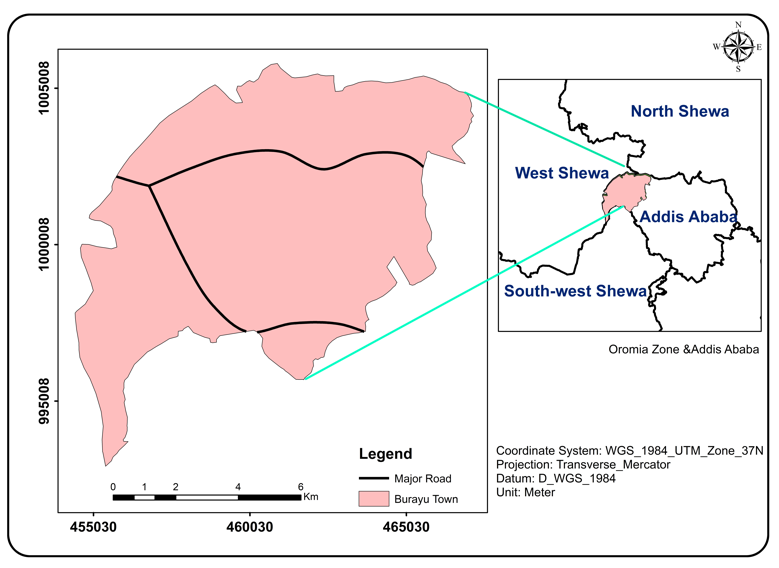 N
W E
S
1005008
1000008
995008
455030
460030
465030
North Shewa
West Shewa
Addis Ababa
South-west Shewa
Oromia Zone &Addis Ababa
Legend
Major Road
Burayu Town
0 1 2 4 6
Km
Coordinate System: WGS_1984_UTM_Zone_37N
Projection: Transverse_Mercator
Datum: D_WGS_1984
Unit: Meter